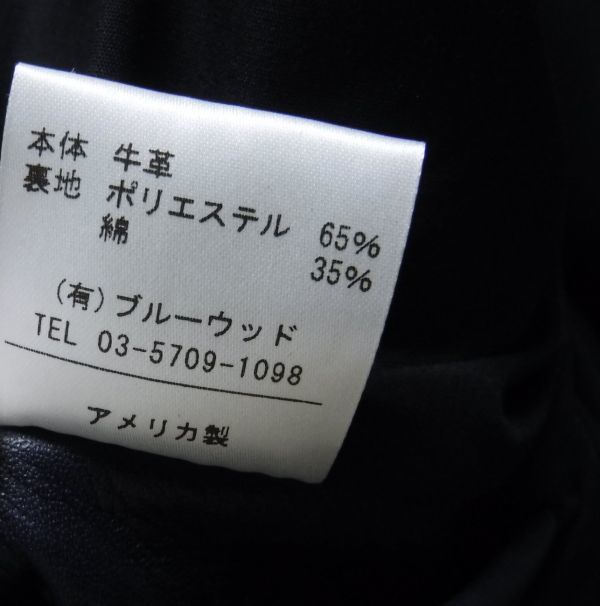 本体 牛革
裏地 ポリエステル 65%
綿 35%
(有)ブルーウッド
TEL 03-5709-1098
アメリカ製